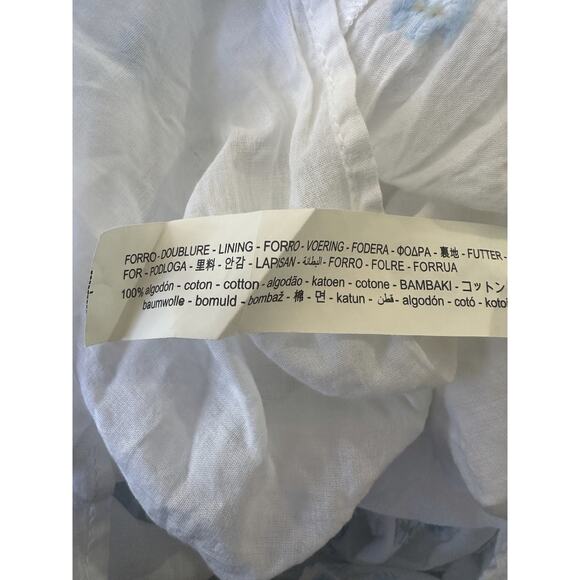 FORRO - DOUBLURE - LINING - FORRO - VOERING - FODERA - ΦΟΔΡΑ - 裏地 - FUTTER -
FOR - PODLOGA - 里料 - 안감 - LAPISAN - البطانة - FORRO - FOLRE - FORRUA
100% algodón - coton - cotton - algodão - katoen - cotone - BAMBAKI - コットン
baumwolle - bomuld - bombaž - 棉 - 면 - katun - قطن - algodón - cotó - kotoi